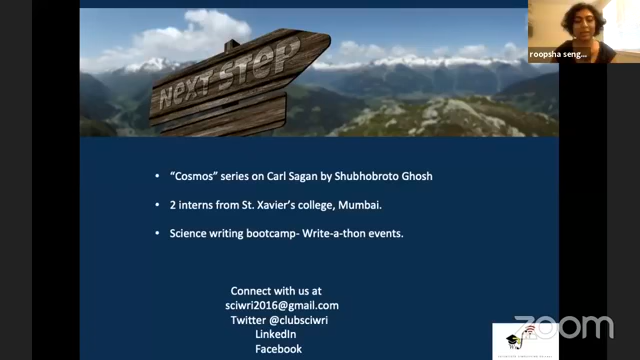 NEXT STEP
roopsha seng...
• "Cosmos" series on Carl Sagan by Shubhobroto Ghosh
• 2 interns from St. Xavier's college, Mumbai.
• Science writing bootcamp- Write-a-thon events.
Connect with us at
sciwri2016@gmail.com
Twitter @clubsciwri
LinkedIn
Facebook
zoom